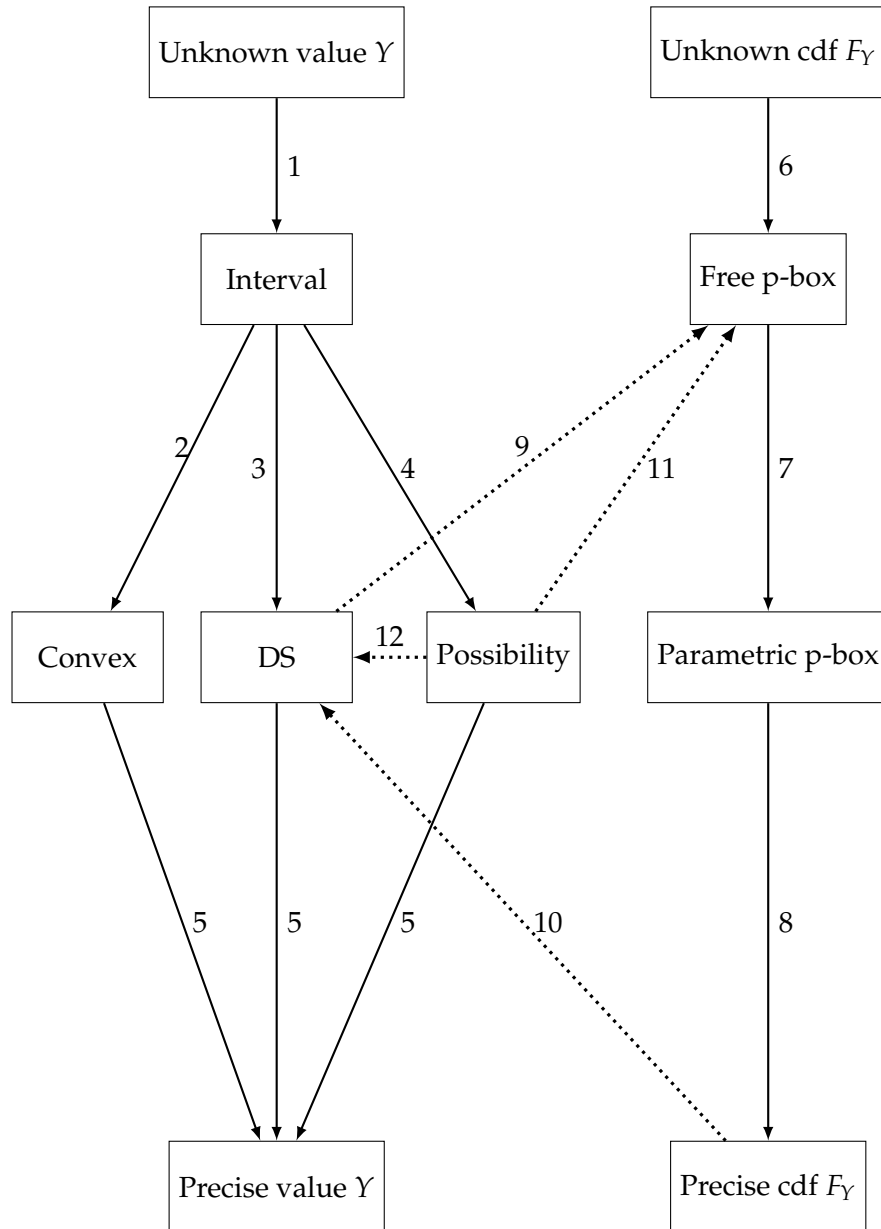 Unknown value Y
Unknown cdf F_Y
1
6
Interval
Free p-box
2
3
4
9
11
7
Convex
DS
12
Possibility
Parametric p-box
5
5
5
10
8
Precise value Y
Precise cdf F_Y